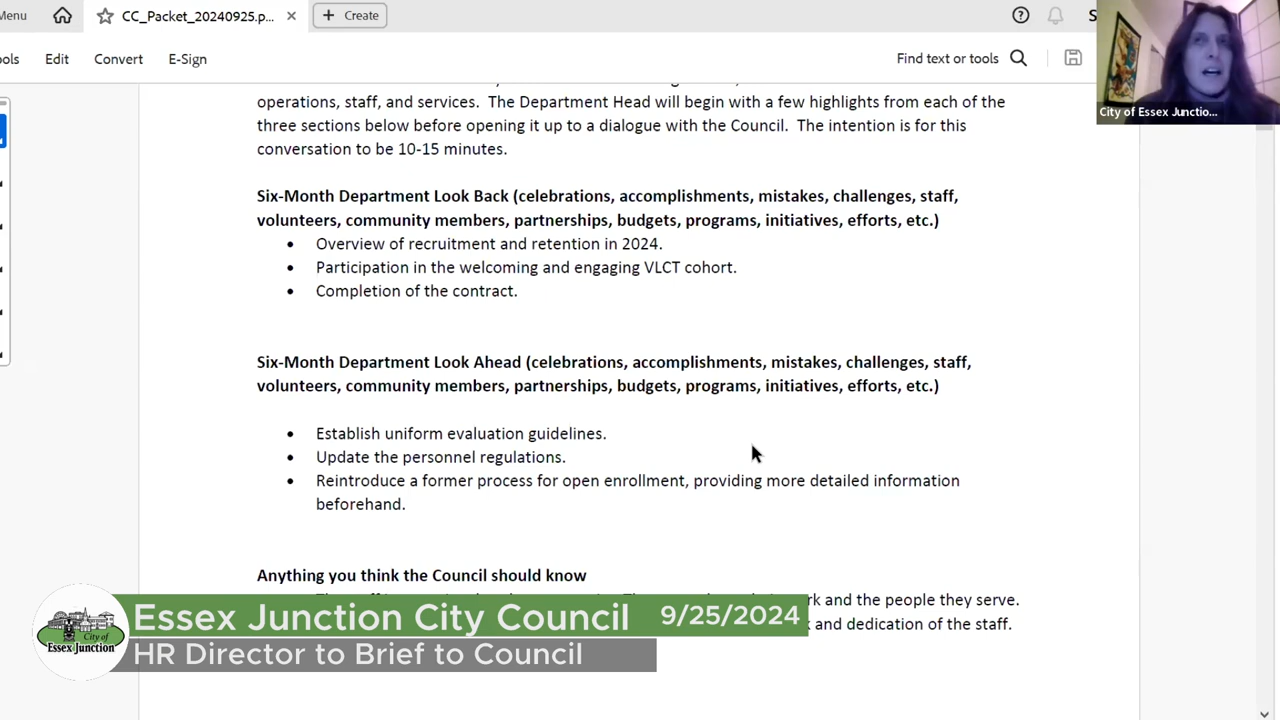 Menu
CC_Packet_20240925.p...
Create
S
ols
Edit
Convert
E-Sign
Find text or tools
City of Essex Junctio...
operations, staff, and services. The Department Head will begin with a few highlights from each of the
three sections below before opening it up to a dialogue with the Council. The intention is for this
conversation to be 10-15 minutes.
Six-Month Department Look Back (celebrations, accomplishments, mistakes, challenges, staff,
volunteers, community members, partnerships, budgets, programs, initiatives, efforts, etc.)
• Overview of recruitment and retention in 2024.
• Participation in the welcoming and engaging VLCT cohort.
• Completion of the contract.
Six-Month Department Look Ahead (celebrations, accomplishments, mistakes, challenges, staff,
volunteers, community members, partnerships, budgets, programs, initiatives, efforts, etc.)
• Establish uniform evaluation guidelines.
• Update the personnel regulations.
• Reintroduce a former process for open enrollment, providing more detailed information
beforehand.
Anything you think the Council should know
rk and the people they serve.
and dedication of the staff.
City of
Essex Junction
Essex Junction City Council 9/25/2024
HR Director to Brief to Council